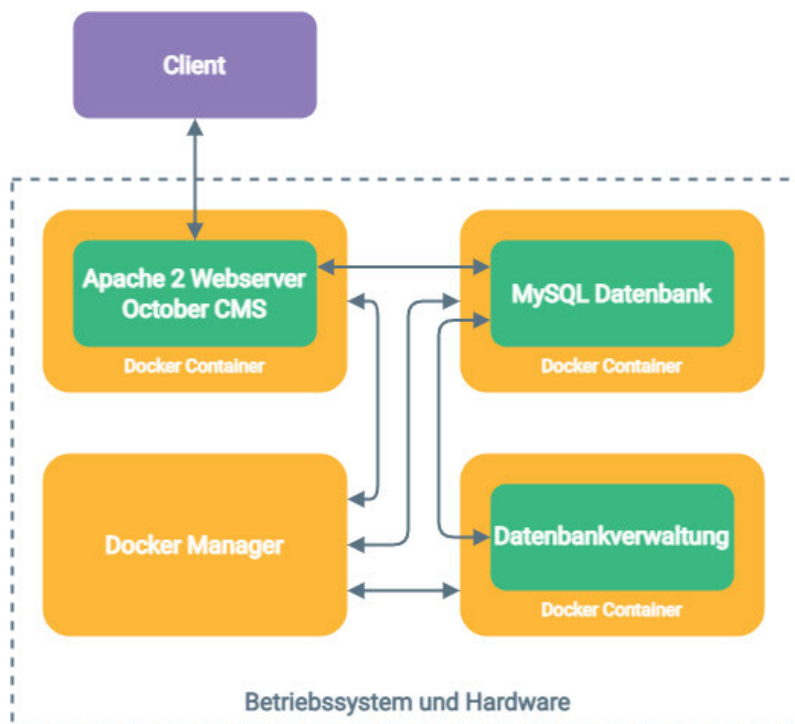 Client
Apache 2 Webserver
October CMS
Docker Container
MySQL Datenbank
Docker Container
Docker Manager
Datenbankverwaltung
Docker Container
Betriebssystem und Hardware